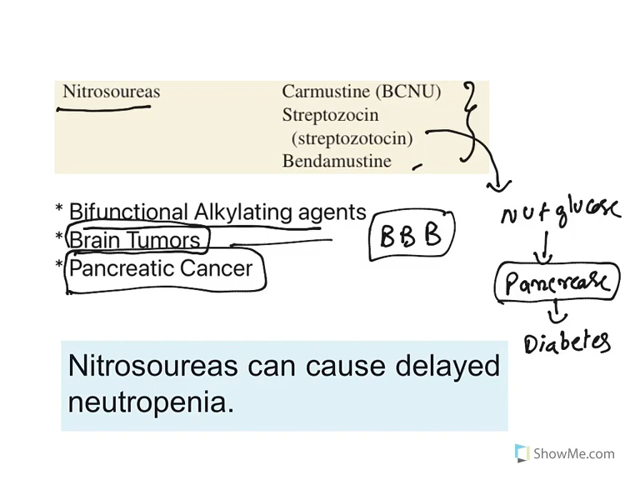 Nitrosoureas Carmustine (BCNU)
Streptozocin
(streptozotocin)
Bendamustine
* Bifunctional Alkylating agents
* Brain Tumors
* Pancreatic Cancer
BBB
glucose
Pancrease
Diabetes
Nitrosoureas can cause delayed
neutropenia.
ShowMe.com